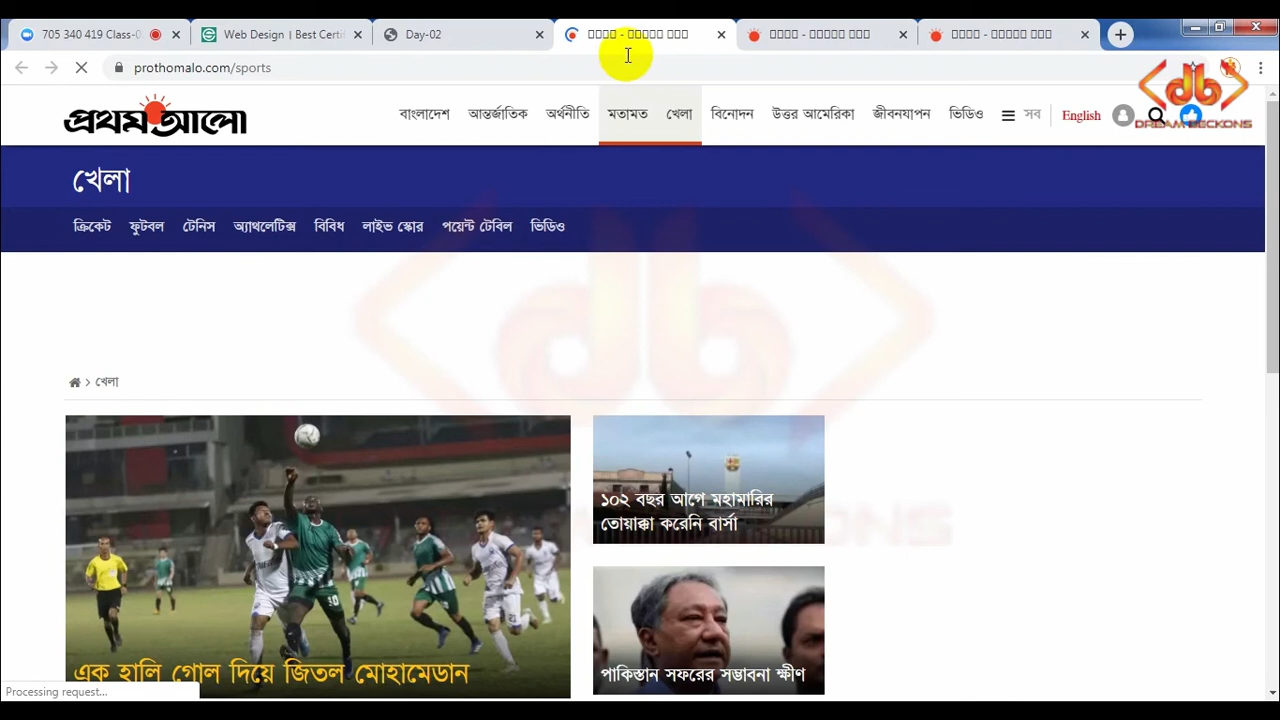 705 340 419 Class-0
Web Design | Best Certi
Day-02
prothomalo.com/sports
প্রথম আলো
বাংলাদেশ আন্তর্জাতিক অর্থনীতি মতামত খেলা বিনোদন উত্তর আমেরিকা জীবনযাপন ভিডিও সব English
DREAM BECKONS
খেলা
ক্রিকেট ফুটবল টেনিস অ্যাথলেটিক্স বিবিধ লাইভ স্কোর পয়েন্ট টেবিল ভিডিও
> খেলা
১০২ বছর আগে মহামারির
তোয়াক্কা করেনি বার্সা
এক হালি গোল দিয়ে জিতল মোহামেডান
পাকিস্তান সফরের সম্ভাবনা ক্ষীণ
Processing request...